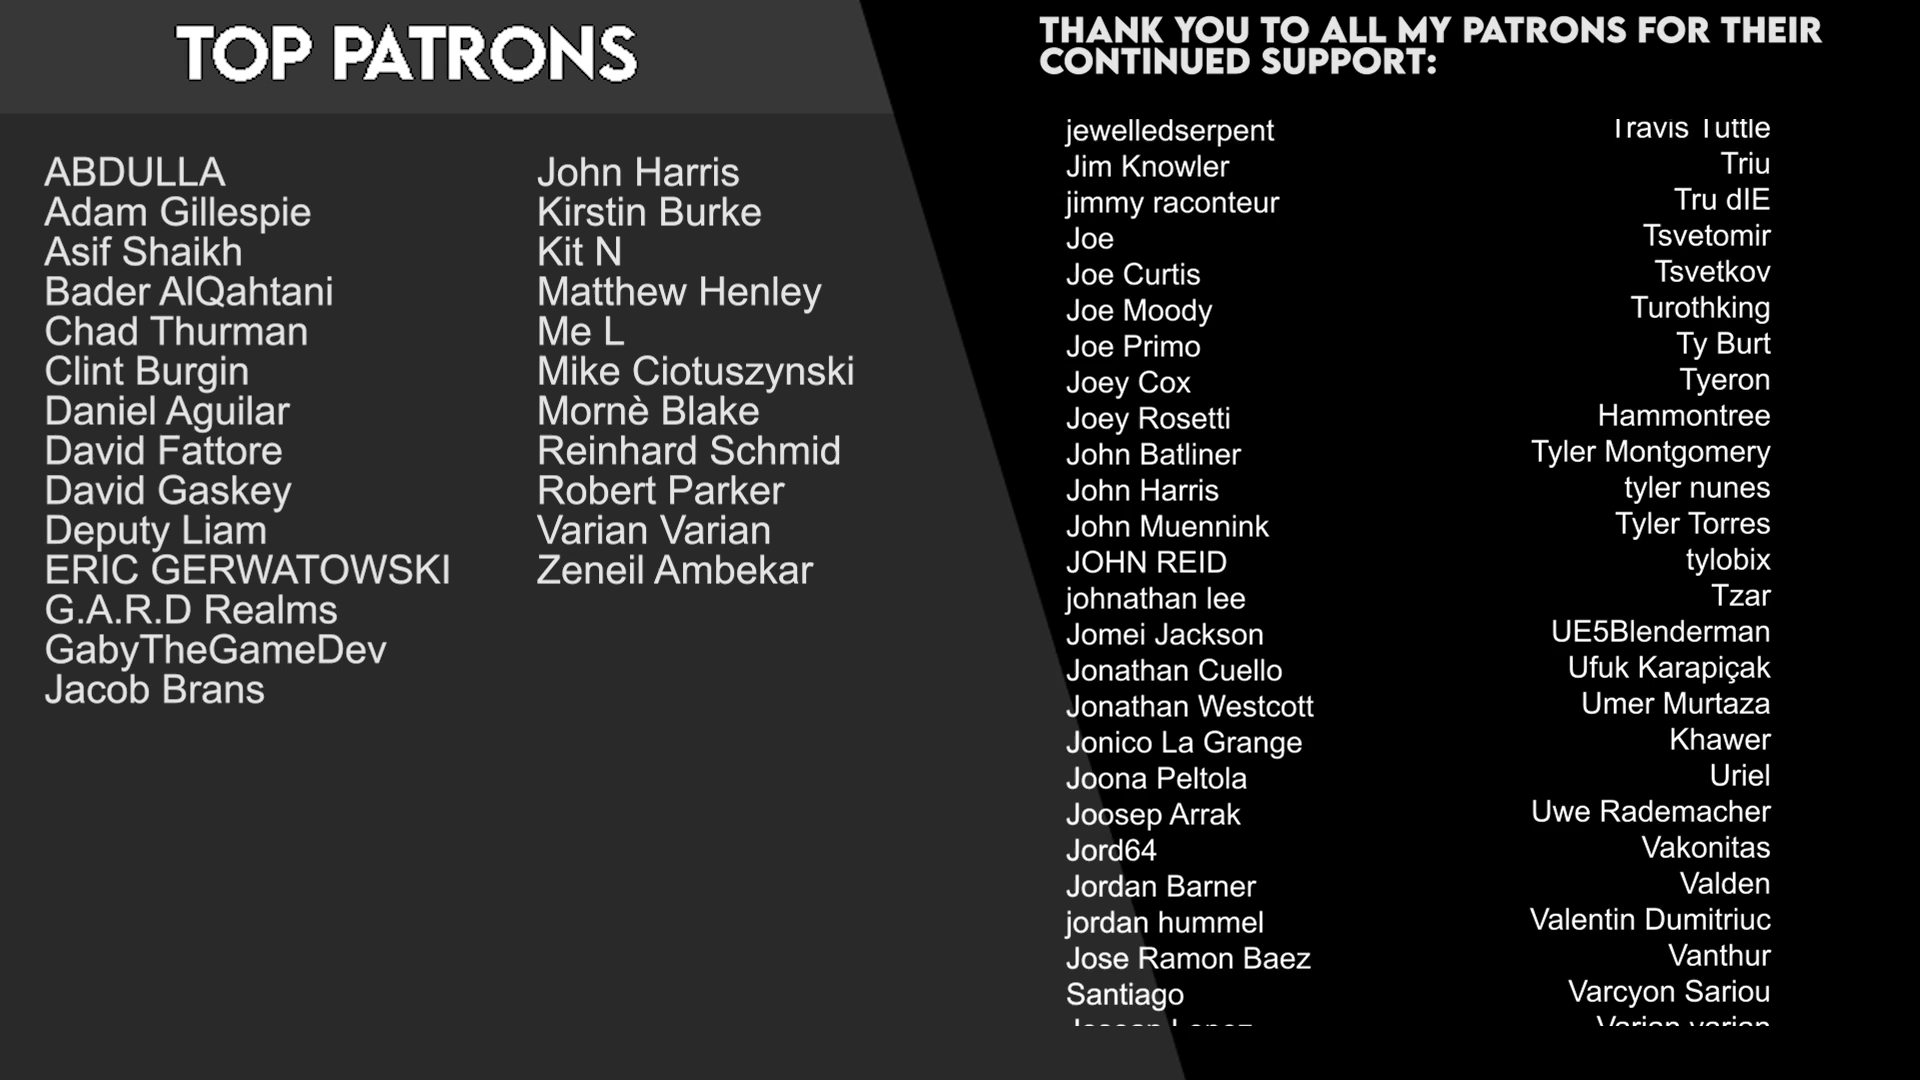 TOP PATRONS
ABDULLA
Adam Gillespie
Asif Shaikh
Bader AlQahtani
Chad Thurman
Clint Burgin
Daniel Aguilar
David Fattore
David Gaskey
Deputy Liam
ERIC GERWATOWSKI
G.A.R.D Realms
GabyTheGameDev
Jacob Brans
John Harris
Kirstin Burke
Kit N
Matthew Henley
Me L
Mike Ciotuszynski
Mornè Blake
Reinhard Schmid
Robert Parker
Varian Varian
Zeneil Ambekar
THANK YOU TO ALL MY PATRONS FOR THEIR
CONTINUED SUPPORT:
jewelledserpent
Jim Knowler
jimmy raconteur
Joe
Joe Curtis
Joe Moody
Joe Primo
Joey Cox
Joey Rosetti
John Batliner
John Harris
John Muennink
JOHN REID
johnathan lee
Jomei Jackson
Jonathan Cuello
Jonathan Westcott
Jonico La Grange
Joona Peltola
Joosep Arrak
Jord64
Jordan Barner
jordan hummel
Jose Ramon Baez
Santiago
Travis Tuttle
Triu
Tru dIE
Tsvetomir
Tsvetkov
Turothking
Ty Burt
Tyeron
Hammontree
Tyler Montgomery
tyler nunes
Tyler Torres
tylobix
Tzar
UE5Blenderman
Ufuk Karapiçak
Umer Murtaza
Khawer
Uriel
Uwe Rademacher
Vakonitas
Valden
Valentin Dumitriuc
Vanthur
Varcyon Sariou
Varian varian